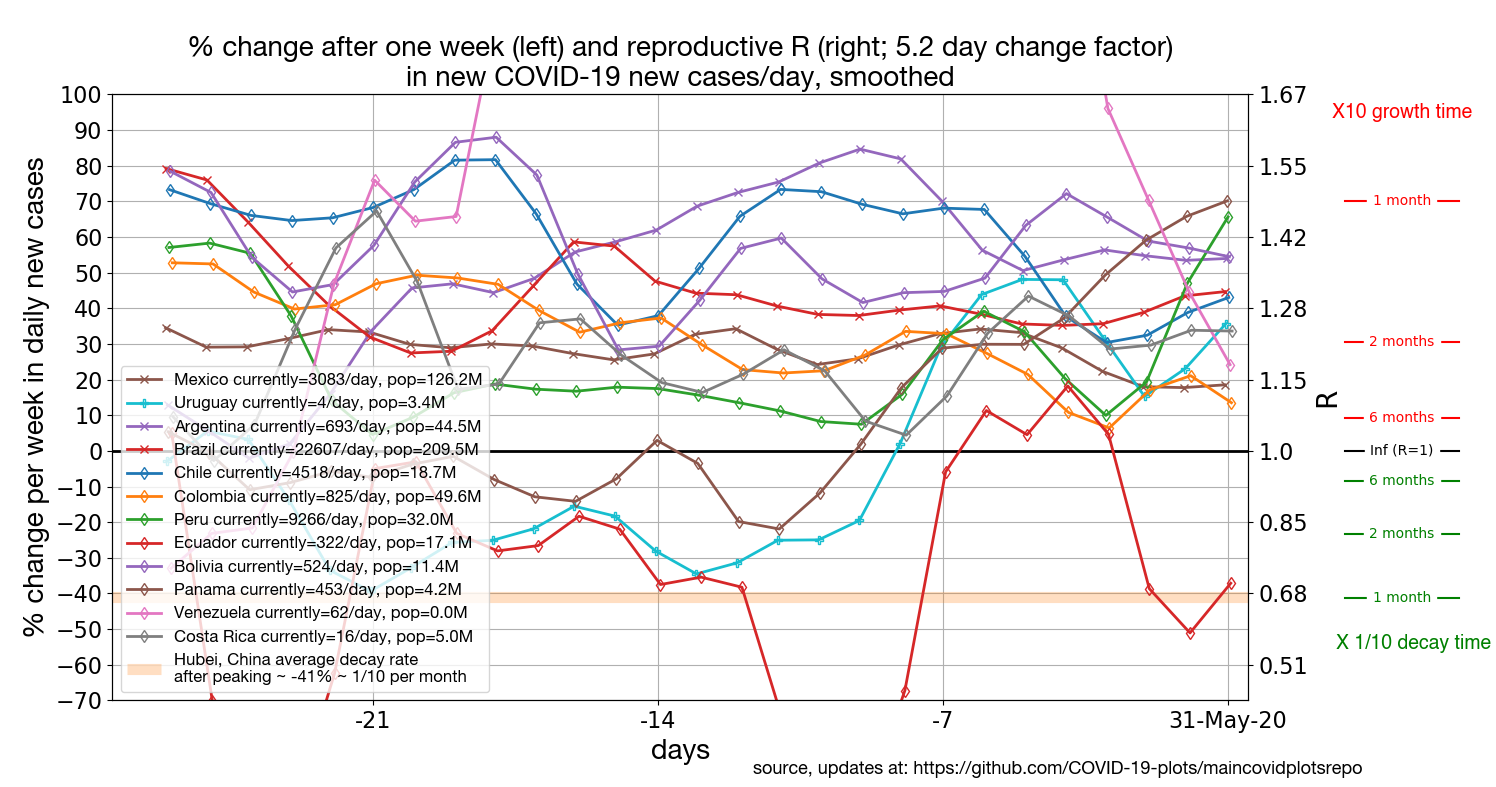 % change after one week (left) and reproductive R (right; 5.2 day change factor)
in new COVID-19 new cases/day, smoothed
% change per week in daily new cases
100
90
80
70
60
50
40
30
20
10
0
−10
−20
−30
−40
−50
−60
−70
Mexico currently=3083/day, pop=126.2M
Uruguay currently=4/day, pop=3.4M
Argentina currently=693/day, pop=44.5M
Brazil currently=22607/day, pop=209.5M
Chile currently=4518/day, pop=18.7M
Colombia currently=825/day, pop=49.6M
Peru currently=9266/day, pop=32.0M
Ecuador currently=322/day, pop=17.1M
Bolivia currently=524/day, pop=11.4M
Panama currently=453/day, pop=4.2M
Venezuela currently=62/day, pop=0.0M
Costa Rica currently=16/day, pop=5.0M
Hubei, China average decay rate
after peaking ~ -41% ~ 1/10 per month
-21
-14
-7
31-May-20
days
1.67
1.55
1.42
1.28
1.15
1.0
0.85
0.68
0.51
R
X10 growth time
1 month
2 months
6 months
Inf (R=1)
6 months
2 months
1 month
X 1/10 decay time
source, updates at: https://github.com/COVID-19-plots/maincovidplotsrepo